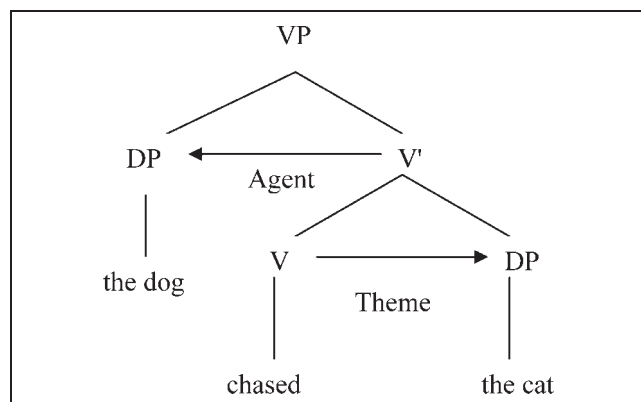 VP
DP V'
Agent
the dog V DP
Theme
chased the cat